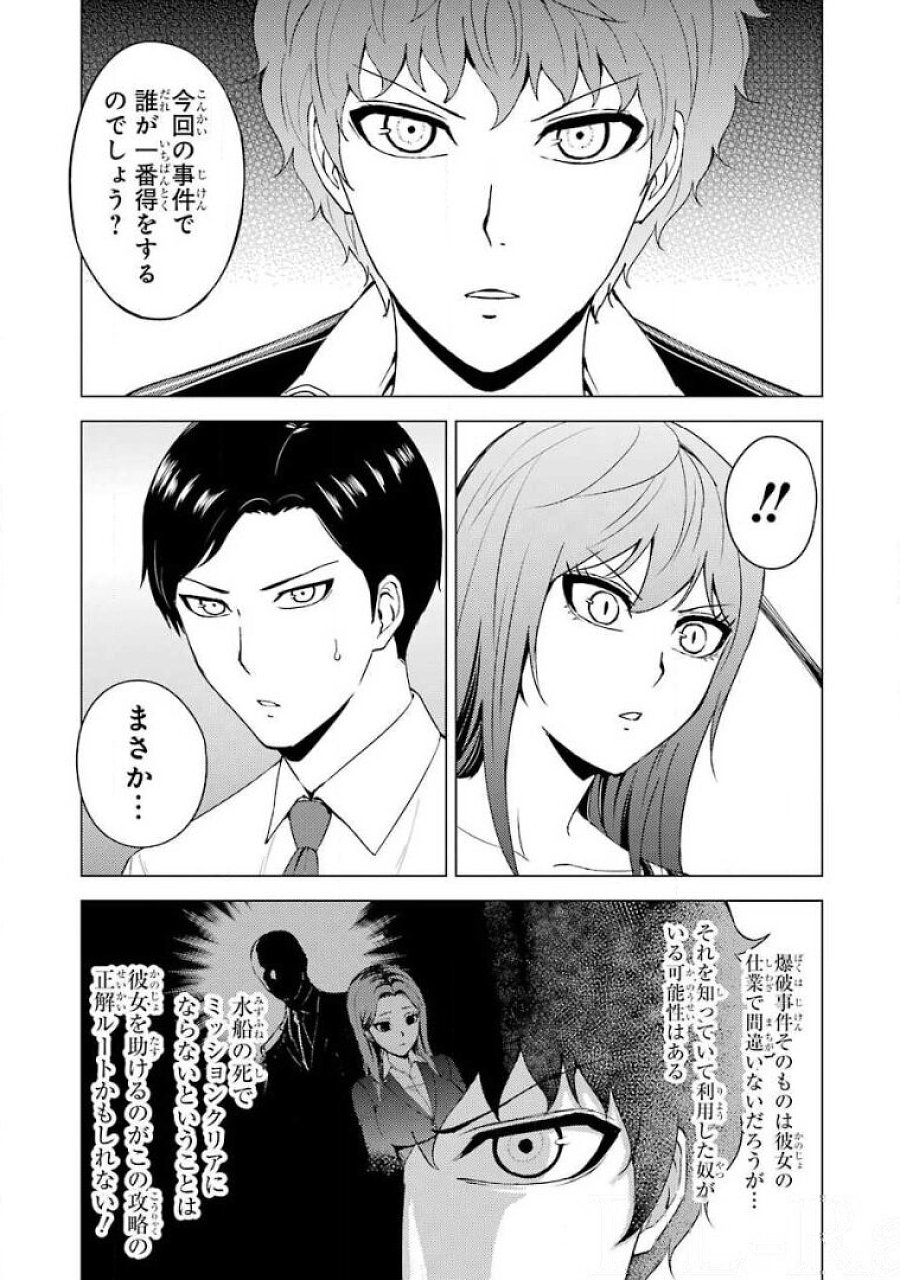 今回の事件で
誰が一番得をする
のでしょう？
！！
まさか…
爆破事件そのものは彼女の
仕業で間違いないだろうが…
それを知っていて利用した奴が
いる可能性はある
水船の死で
ミッションクリアに
ならないということは
彼女を助けるのがこの攻略の
正解ルートかもしれない！